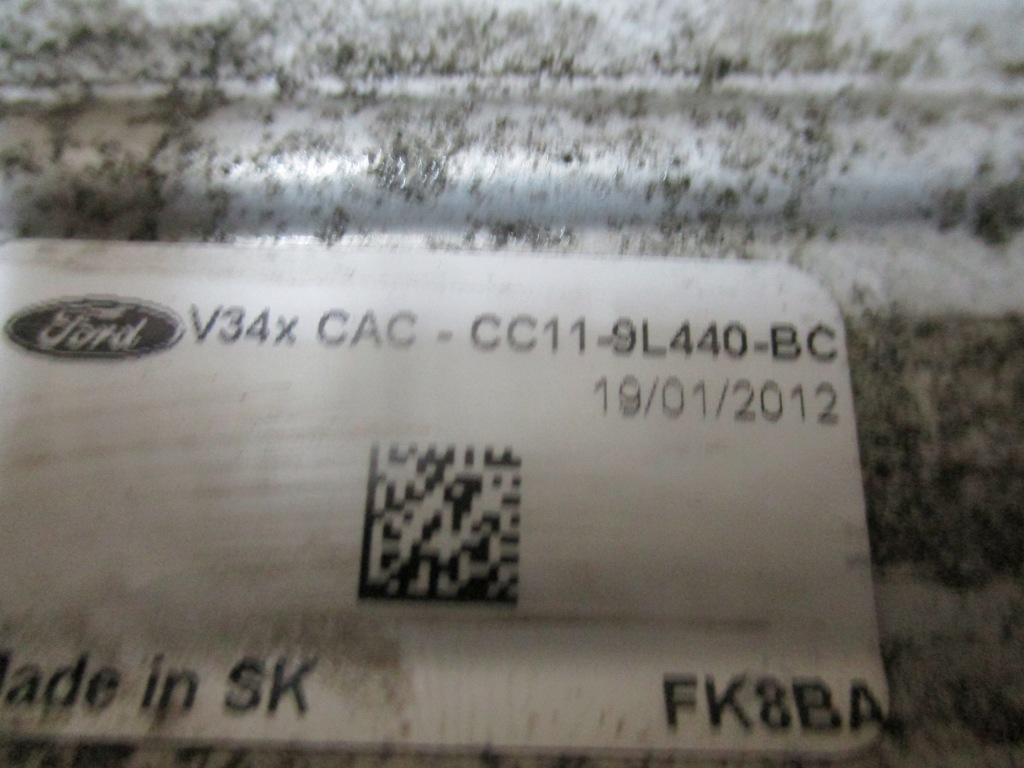 Ford V34x CAC - CC11-9L440-BC
19/01/2012
Made in SK FK8BA